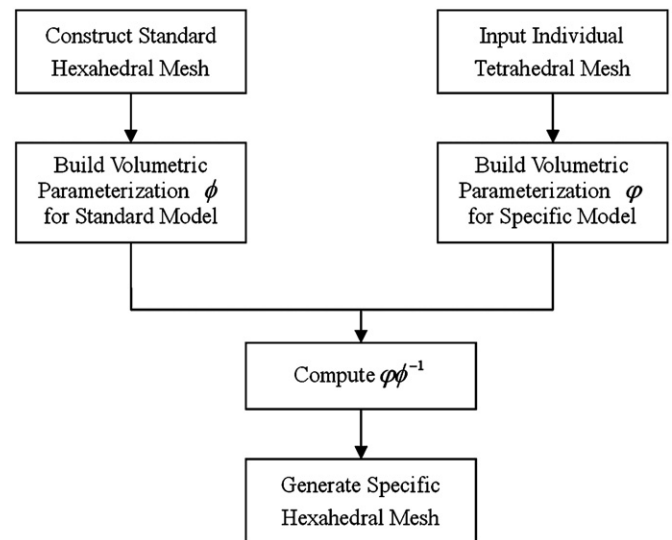 Construct Standard
Hexahedral Mesh
Input Individual
Tetrahedral Mesh
Build Volumetric
Parameterization ϕ
for Standard Model
Build Volumetric
Parameterization φ
for Specific Model
Compute φϕ⁻¹
Generate Specific
Hexahedral Mesh